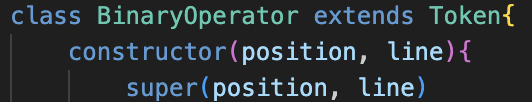 class BinaryOperator extends Token{
constructor(position, line){
super(position, line)